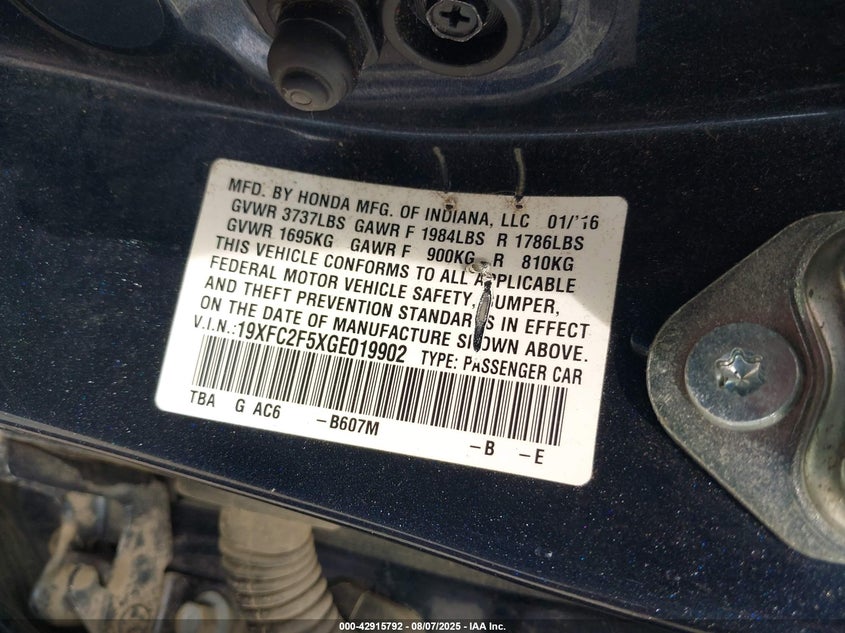 MFD. BY HONDA MFG. OF INDIANA, LLC 01/'16
GVWR 3737LBS GAWR F 1984LBS R 1786LBS
GVWR 1695KG GAWR F 900KG R 810KG
THIS VEHICLE CONFORMS TO ALL APPLICABLE
FEDERAL MOTOR VEHICLE SAFETY, BUMPER,
AND THEFT PREVENTION STANDARDS IN EFFECT
ON THE DATE OF MANUFACTURE SHOWN ABOVE.
V.I.N.:19XFC2F5XGE019902 TYPE: PASSENGER CAR
TBA G AC6 -B607M -B -E
000-42915792 - 08/07/2025 - IAA Inc.